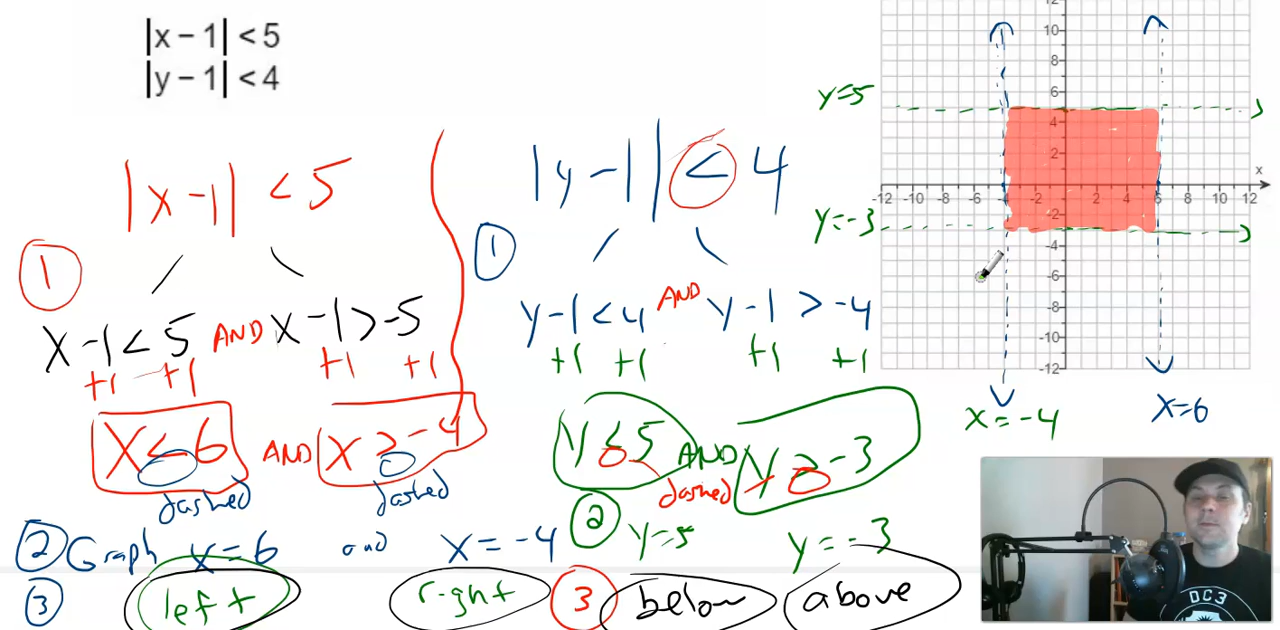 |x − 1| < 5
|y − 1| < 4
|x - 1| < 5
①
x - 1 < 5 AND x - 1 > -5
+1 +1 +1 +1
x < 6 AND x > -4
dashed dashed
② Graph x = 6 and x = -4
③ left right
|y - 1| < 4
①
y - 1 < 4 AND y - 1 > -4
+1 +1 +1 +1
y < 5 AND y > -3
dashed
② y = 5 y = -3
③ below above
12
10
8
6
4
2
-12 -10 -8 -6 -4 -2 2 4 6 8 10 12
x
-2
-4
-6
-8
-10
-12
y=5
y=-3
x=-4 x=6
DC3